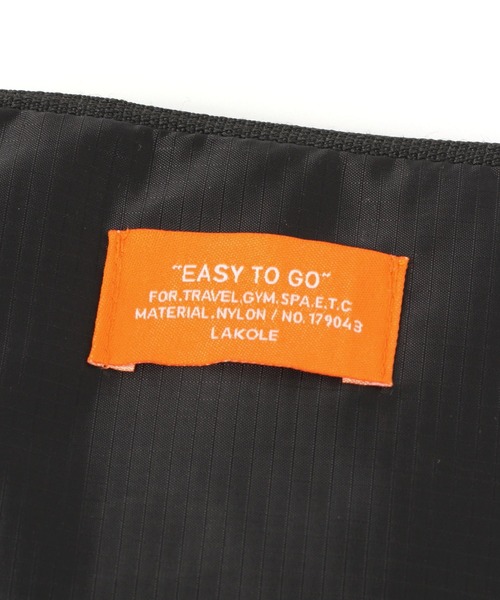 "EASY TO GO"
FOR.TRAVEL.GYM.SPA.E.T.C
MATERIAL.NYLON / NO. 179043
LAKOLE